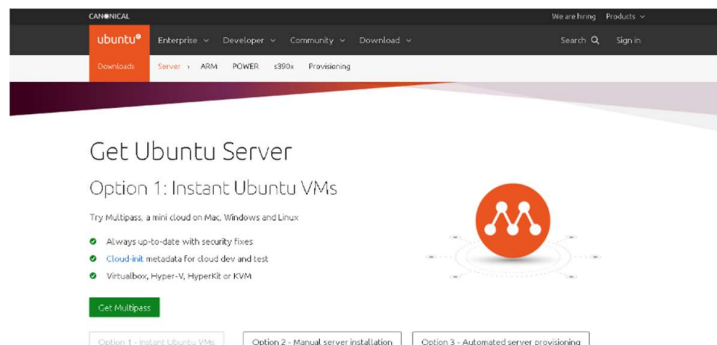 CANONICAL
We are hiring Products
ubuntu® Enterprise Developer Community Download Search Sign in
Downloads Server › ARM POWER s390x Provisioning
Get Ubuntu Server
Option 1: Instant Ubuntu VMs
Try Multipass, a mini cloud on Mac, Windows and Linux
Always up-to-date with security fixes
Cloud-init metadata for cloud dev and test
Virtualbox, Hyper-V, HyperKit or KVM
Get Multipass
Option 1 - Instant Ubuntu VMs Option 2 - Manual server installation Option 3 - Automated server provisioning